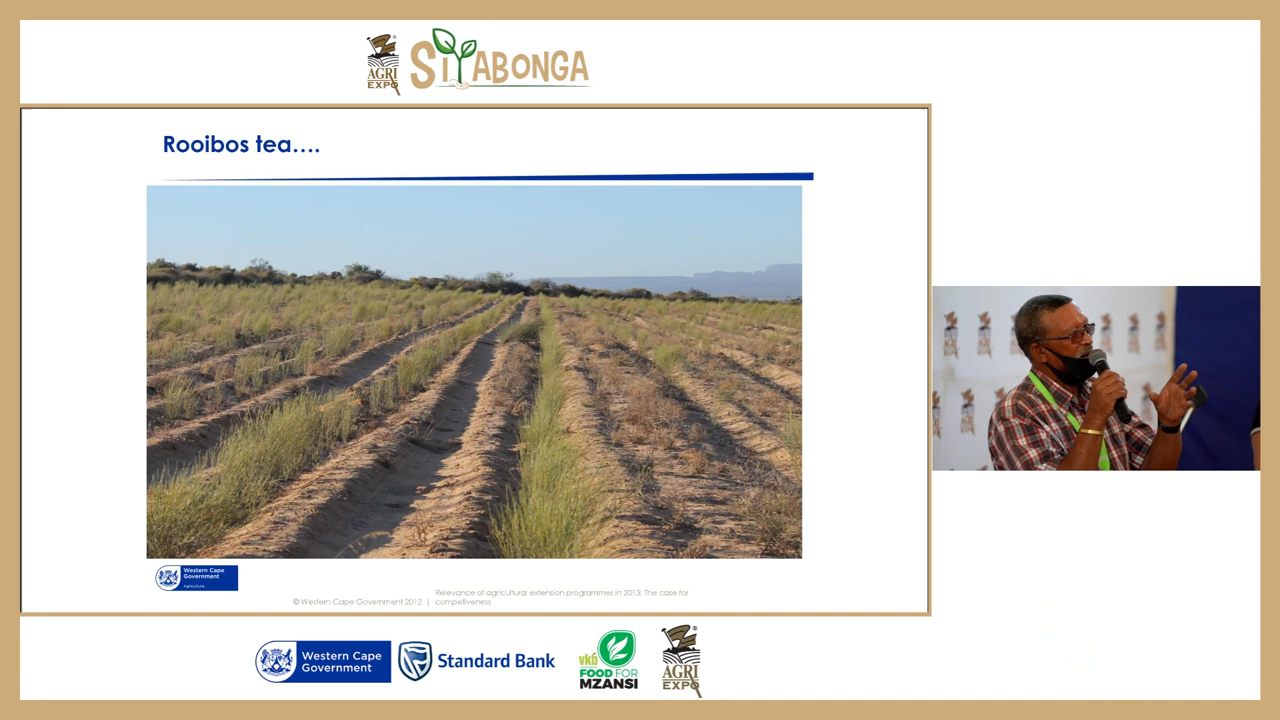 AGRI
EXPO
SIYABONGA
Rooibos tea....
Western Cape
Government
Agriculture
Relevance of agricultural extension programmes in 2013: The case for
© Western Cape Government 2012 | competiveness
Western Cape
Government
Standard Bank
vkb
FOOD FOR
MZANSI
AGRI
EXPO